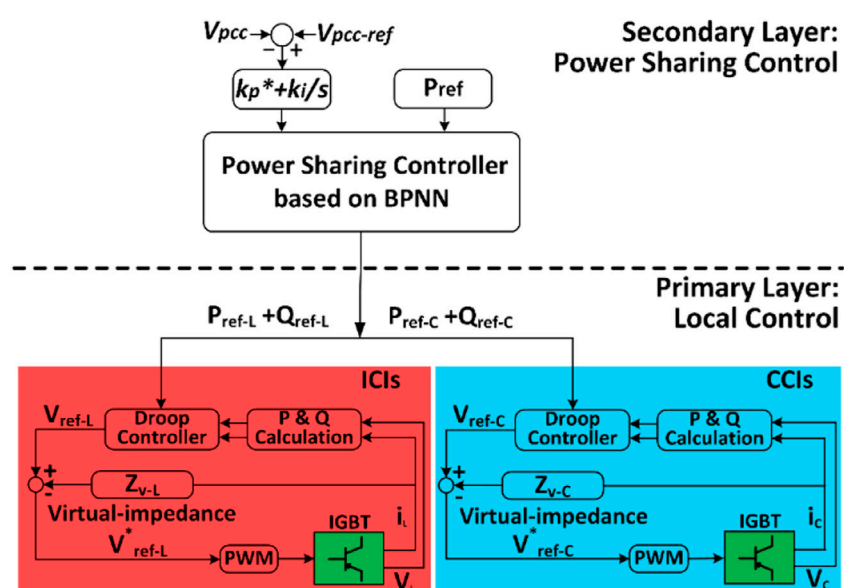 Secondary Layer:
Power Sharing Control
Vpcc
Vpcc-ref
− +
kp*+ki/s
Pref
Power Sharing Controller
based on BPNN
Primary Layer:
Local Control
Pref-L +Qref-L
Pref-C +Qref-C
ICIs
Vref-L
Droop
Controller
P & Q
Calculation
+
-
Zv-L
Virtual-impedance
iL
V*ref-L
PWM
IGBT
CCIs
Vref-C
Droop
Controller
P & Q
Calculation
+
-
Zv-C
Virtual-impedance
iC
V*ref-C
PWM
IGBT
VC